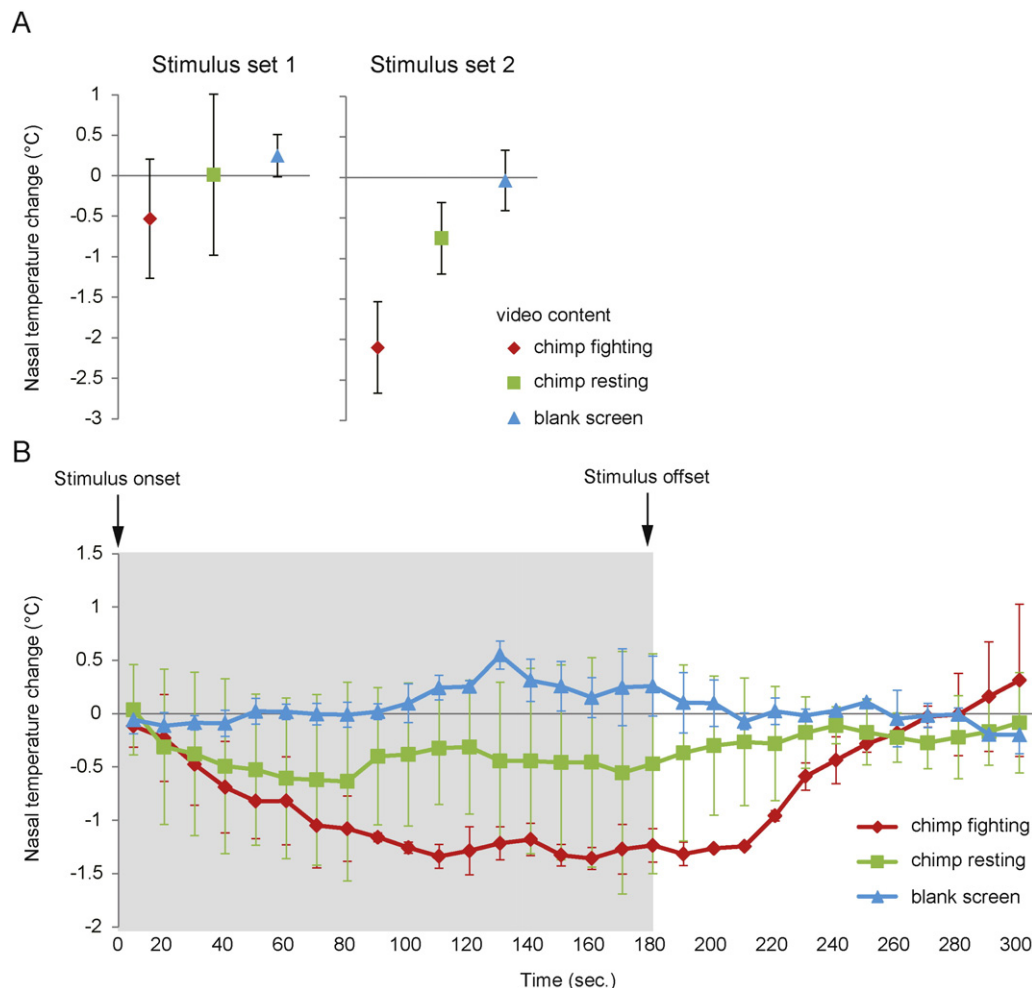 A
Stimulus set 1
Stimulus set 2
Nasal temperature change (°C)
1
0.5
0
-0.5
-1
-1.5
-2
-2.5
-3
video content
chimp fighting
chimp resting
blank screen
B
Stimulus onset
Stimulus offset
Nasal temperature change (°C)
1.5
1
0.5
0
-0.5
-1
-1.5
-2
chimp fighting
chimp resting
blank screen
0 20 40 60 80 100 120 140 160 180 200 220 240 260 280 300
Time (sec.)